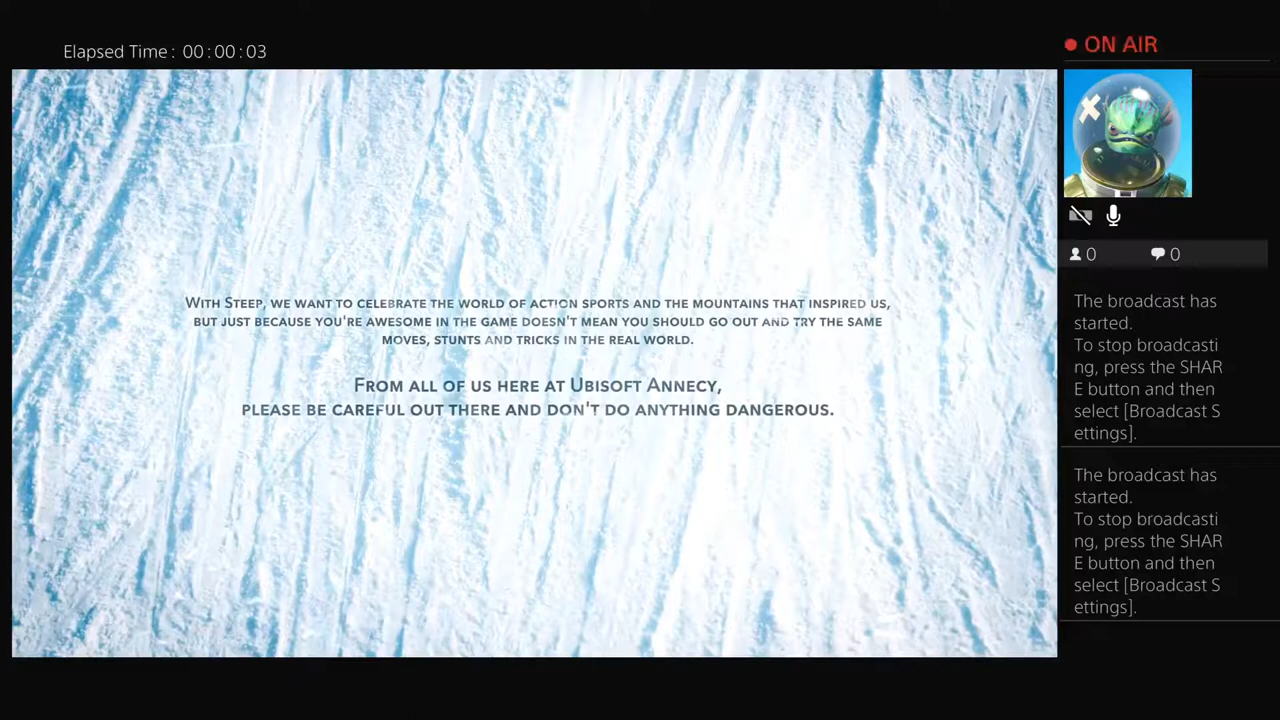 Elapsed Time: 00:00:03
ON AIR
WITH STEEP, WE WANT TO CELEBRATE THE WORLD OF ACTION SPORTS AND THE MOUNTAINS THAT INSPIRED US,
BUT JUST BECAUSE YOU'RE AWESOME IN THE GAME DOESN'T MEAN YOU SHOULD GO OUT AND TRY THE SAME
MOVES, STUNTS AND TRICKS IN THE REAL WORLD.
FROM ALL OF US HERE AT UBISOFT ANNECY,
PLEASE BE CAREFUL OUT THERE AND DON'T DO ANYTHING DANGEROUS.
0 0
The broadcast has
started.
To stop broadcasti
ng, press the SHAR
E button and then
select [Broadcast S
ettings].
The broadcast has
started.
To stop broadcasti
ng, press the SHAR
E button and then
select [Broadcast S
ettings].